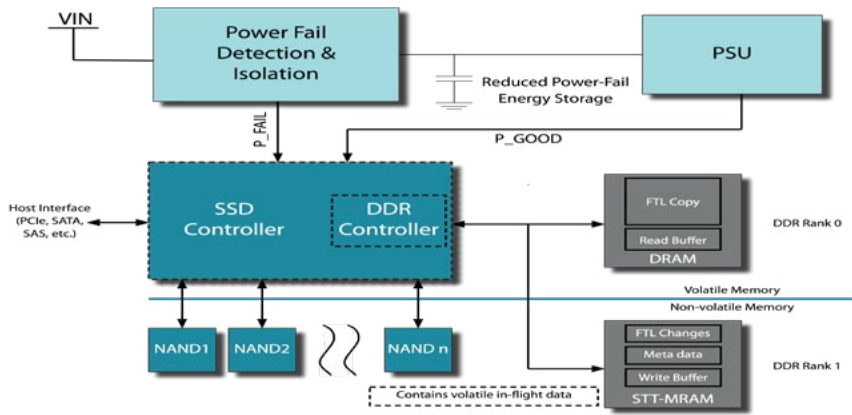 VIN
Power Fail
Detection &
Isolation
PSU
Reduced Power-Fail
Energy Storage
P_FAIL
P_GOOD
Host Interface
(PCIe, SATA,
SAS, etc.)
SSD
Controller
DDR
Controller
FTL Copy
Read Buffer
DRAM
DDR Rank 0
Volatile Memory
Non-volatile Memory
NAND1
NAND2
NAND n
FTL Changes
Meta data
Write Buffer
STT-MRAM
DDR Rank 1
Contains volatile in-flight data